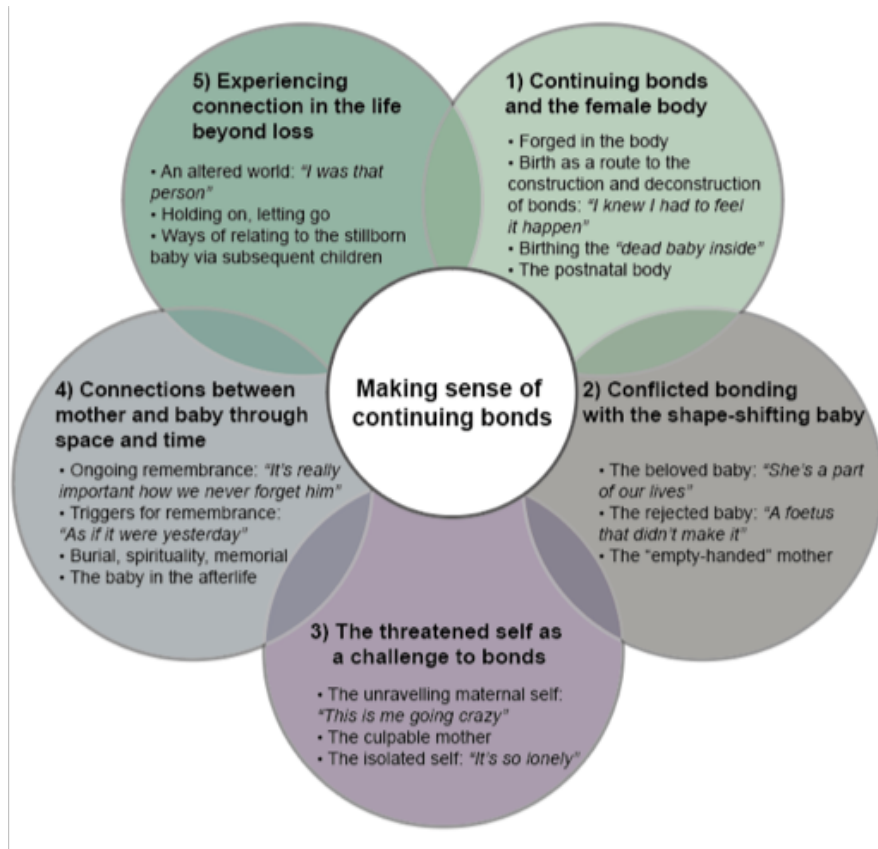 5) Experiencing
connection in the life
beyond loss
• An altered world: "I was that
person"
• Holding on, letting go
• Ways of relating to the stillborn
baby via subsequent children
1) Continuing bonds
and the female body
• Forged in the body
• Birth as a route to the
construction and deconstruction
of bonds: "I knew I had to feel
it happen"
• Birthing the "dead baby inside"
• The postnatal body
Making sense of
continuing bonds
4) Connections between
mother and baby through
space and time
• Ongoing remembrance: "It's really
important how we never forget him"
• Triggers for remembrance:
"As if it were yesterday"
• Burial, spirituality, memorial
• The baby in the afterlife
2) Conflicted bonding
with the shape-shifting baby
• The beloved baby: "She's a part
of our lives"
• The rejected baby: "A foetus
that didn't make it"
• The "empty-handed" mother
3) The threatened self as
a challenge to bonds
• The unravelling maternal self:
"This is me going crazy"
• The culpable mother
• The isolated self: "It's so lonely"